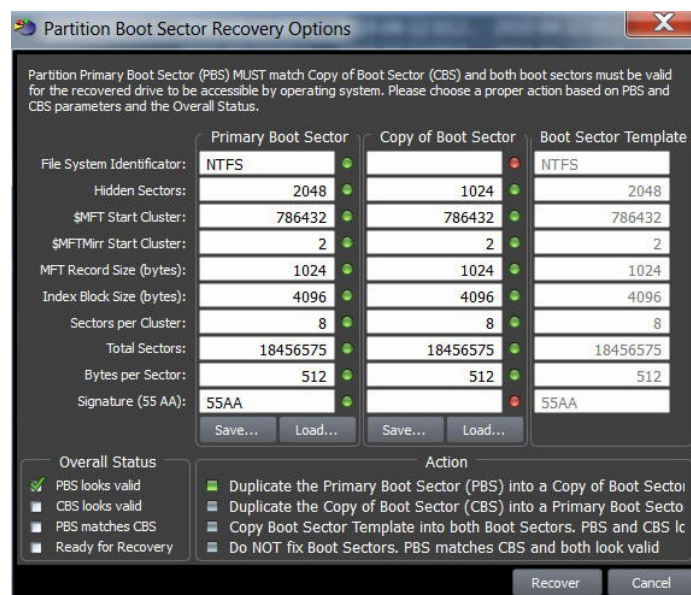 Partition Boot Sector Recovery Options
X
Partition Primary Boot Sector (PBS) MUST match Copy of Boot Sector (CBS) and both boot sectors must be valid
for the recovered drive to be accessible by operating system. Please choose a proper action based on PBS and
CBS parameters and the Overall Status.
Primary Boot Sector Copy of Boot Sector Boot Sector Template
File System Identificator: NTFS NTFS
Hidden Sectors: 2048 1024 2048
$MFT Start Cluster: 786432 786432 786432
$MFTMirr Start Cluster: 2 2 2
MFT Record Size (bytes): 1024 1024 1024
Index Block Size (bytes): 4096 4096 4096
Sectors per Cluster: 8 8 8
Total Sectors: 18456575 18456575 18456575
Bytes per Sector: 512 512 512
Signature (55 AA): 55AA 55AA
Save... Load... Save... Load...
Overall Status Action
PBS looks valid Duplicate the Primary Boot Sector (PBS) into a Copy of Boot Sector
CBS looks valid Duplicate the Copy of Boot Sector (CBS) into a Primary Boot Secto
PBS matches CBS Copy Boot Sector Template into both Boot Sectors. PBS and CBS lo
Ready for Recovery Do NOT fix Boot Sectors. PBS matches CBS and both look valid
Recover Cancel